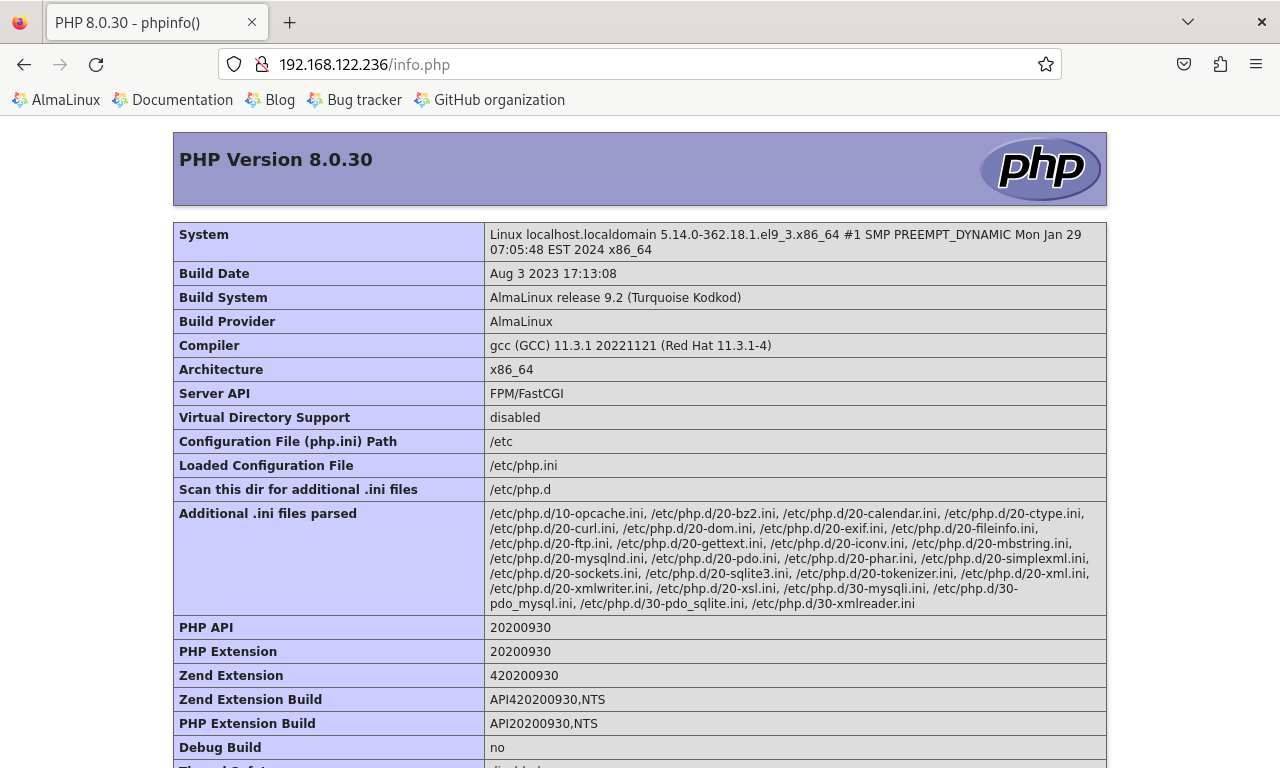 PHP 8.0.30 - phpinfo()
192.168.122.236/info.php
AlmaLinux Documentation Blog Bug tracker GitHub organization
PHP Version 8.0.30
php
System Linux localhost.localdomain 5.14.0-362.18.1.el9_3.x86_64 #1 SMP PREEMPT_DYNAMIC Mon Jan 29
07:05:48 EST 2024 x86_64
Build Date Aug 3 2023 17:13:08
Build System AlmaLinux release 9.2 (Turquoise Kodkod)
Build Provider AlmaLinux
Compiler gcc (GCC) 11.3.1 20221121 (Red Hat 11.3.1-4)
Architecture x86_64
Server API FPM/FastCGI
Virtual Directory Support disabled
Configuration File (php.ini) Path /etc
Loaded Configuration File /etc/php.ini
Scan this dir for additional .ini files /etc/php.d
Additional .ini files parsed /etc/php.d/10-opcache.ini, /etc/php.d/20-bz2.ini, /etc/php.d/20-calendar.ini, /etc/php.d/20-ctype.ini,
/etc/php.d/20-curl.ini, /etc/php.d/20-dom.ini, /etc/php.d/20-exif.ini, /etc/php.d/20-fileinfo.ini,
/etc/php.d/20-ftp.ini, /etc/php.d/20-gettext.ini, /etc/php.d/20-iconv.ini, /etc/php.d/20-mbstring.ini,
/etc/php.d/20-mysqlnd.ini, /etc/php.d/20-pdo.ini, /etc/php.d/20-phar.ini, /etc/php.d/20-simplexml.ini,
/etc/php.d/20-sockets.ini, /etc/php.d/20-sqlite3.ini, /etc/php.d/20-tokenizer.ini, /etc/php.d/20-xml.ini,
/etc/php.d/20-xmlwriter.ini, /etc/php.d/20-xsl.ini, /etc/php.d/30-mysqli.ini, /etc/php.d/30-
pdo_mysql.ini, /etc/php.d/30-pdo_sqlite.ini, /etc/php.d/30-xmlreader.ini
PHP API 20200930
PHP Extension 20200930
Zend Extension 420200930
Zend Extension Build API420200930,NTS
PHP Extension Build API20200930,NTS
Debug Build no